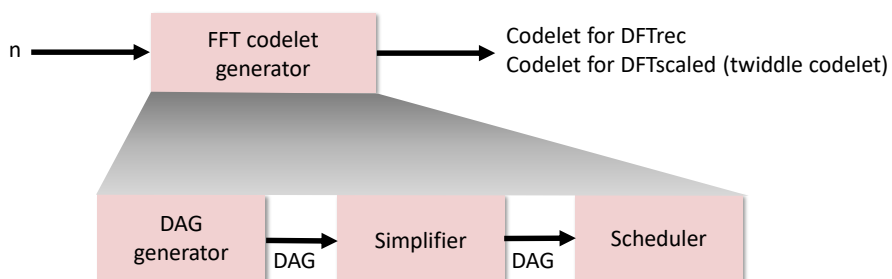 n
FFT codelet
generator
Codelet for DFTrec
Codelet for DFTscaled (twiddle codelet)
DAG
generator
DAG
Simplifier
DAG
Scheduler